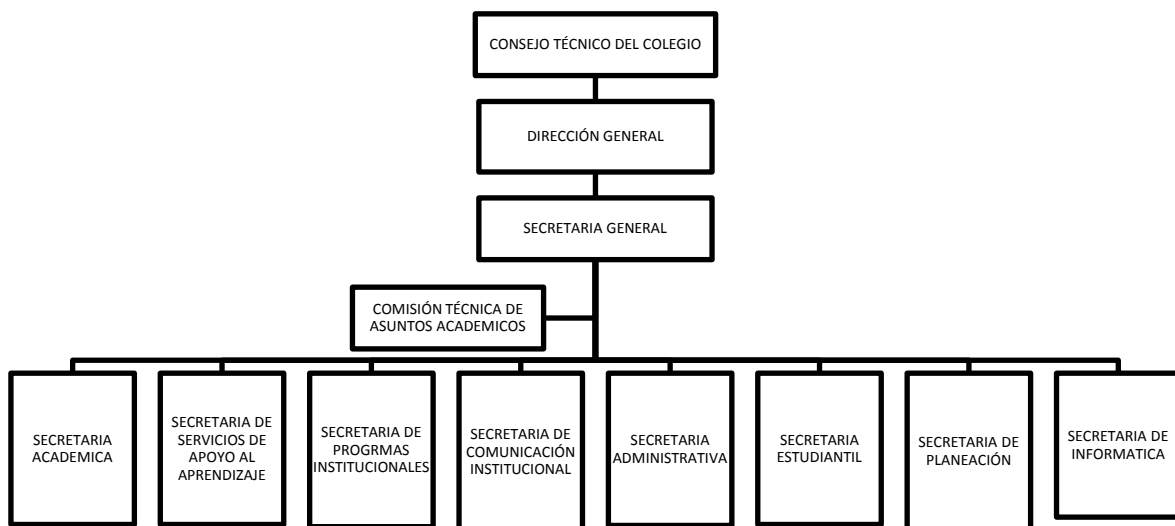 CONSEJO TÉCNICO DEL COLEGIO
DIRECCIÓN GENERAL
SECRETARIA GENERAL
COMISIÓN TÉCNICA DE
ASUNTOS ACADEMICOS
SECRETARIA
ACADEMICA
SECRETARIA DE
SERVICIOS DE
APOYO AL
APRENDIZAJE
SECRETARIA DE
PROGRMAS
INSTITUCIONALES
SECRETARIA DE
COMUNICACIÓN
INSTITUCIONAL
SECRETARIA
ADMINISTRATIVA
SECRETARIA
ESTUDIANTIL
SECRETARIA DE
PLANEACIÓN
SECRETARIA DE
INFORMATICA